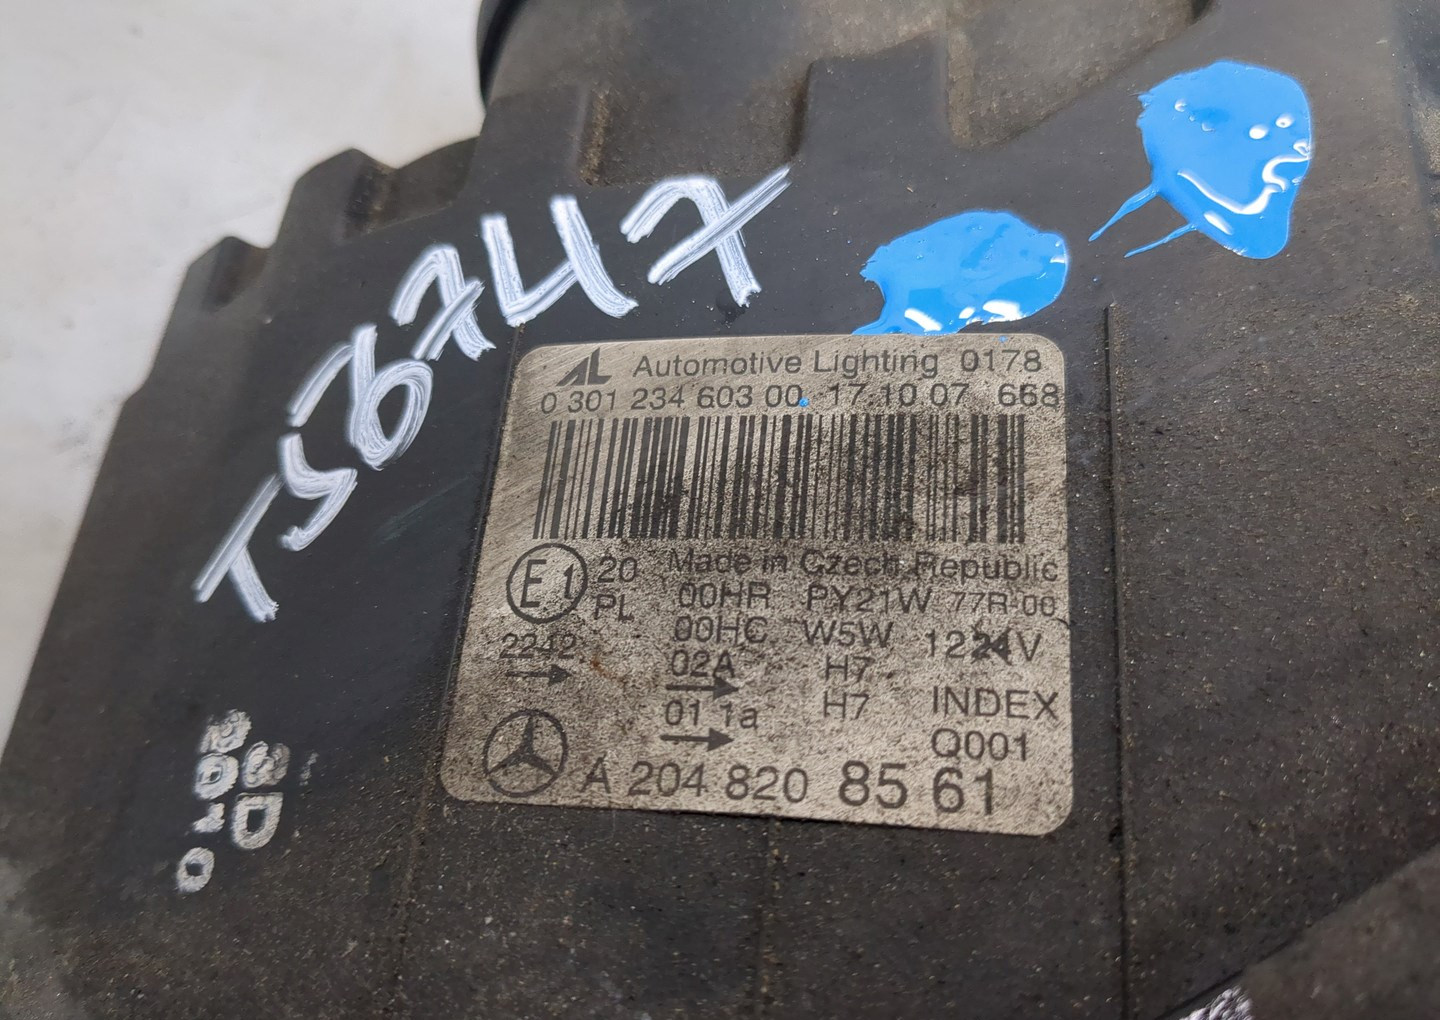 TS6747
Automotive Lighting 0178
0 301 234 603 00 17.10 07 668
E1
20
PL
2242
Made in Czech Republic
00HR PY21W 77R-00
00HC W5W 1224V
02A H7
01 1a H7
INDEX
Q001
A 204 820 85 61
3D